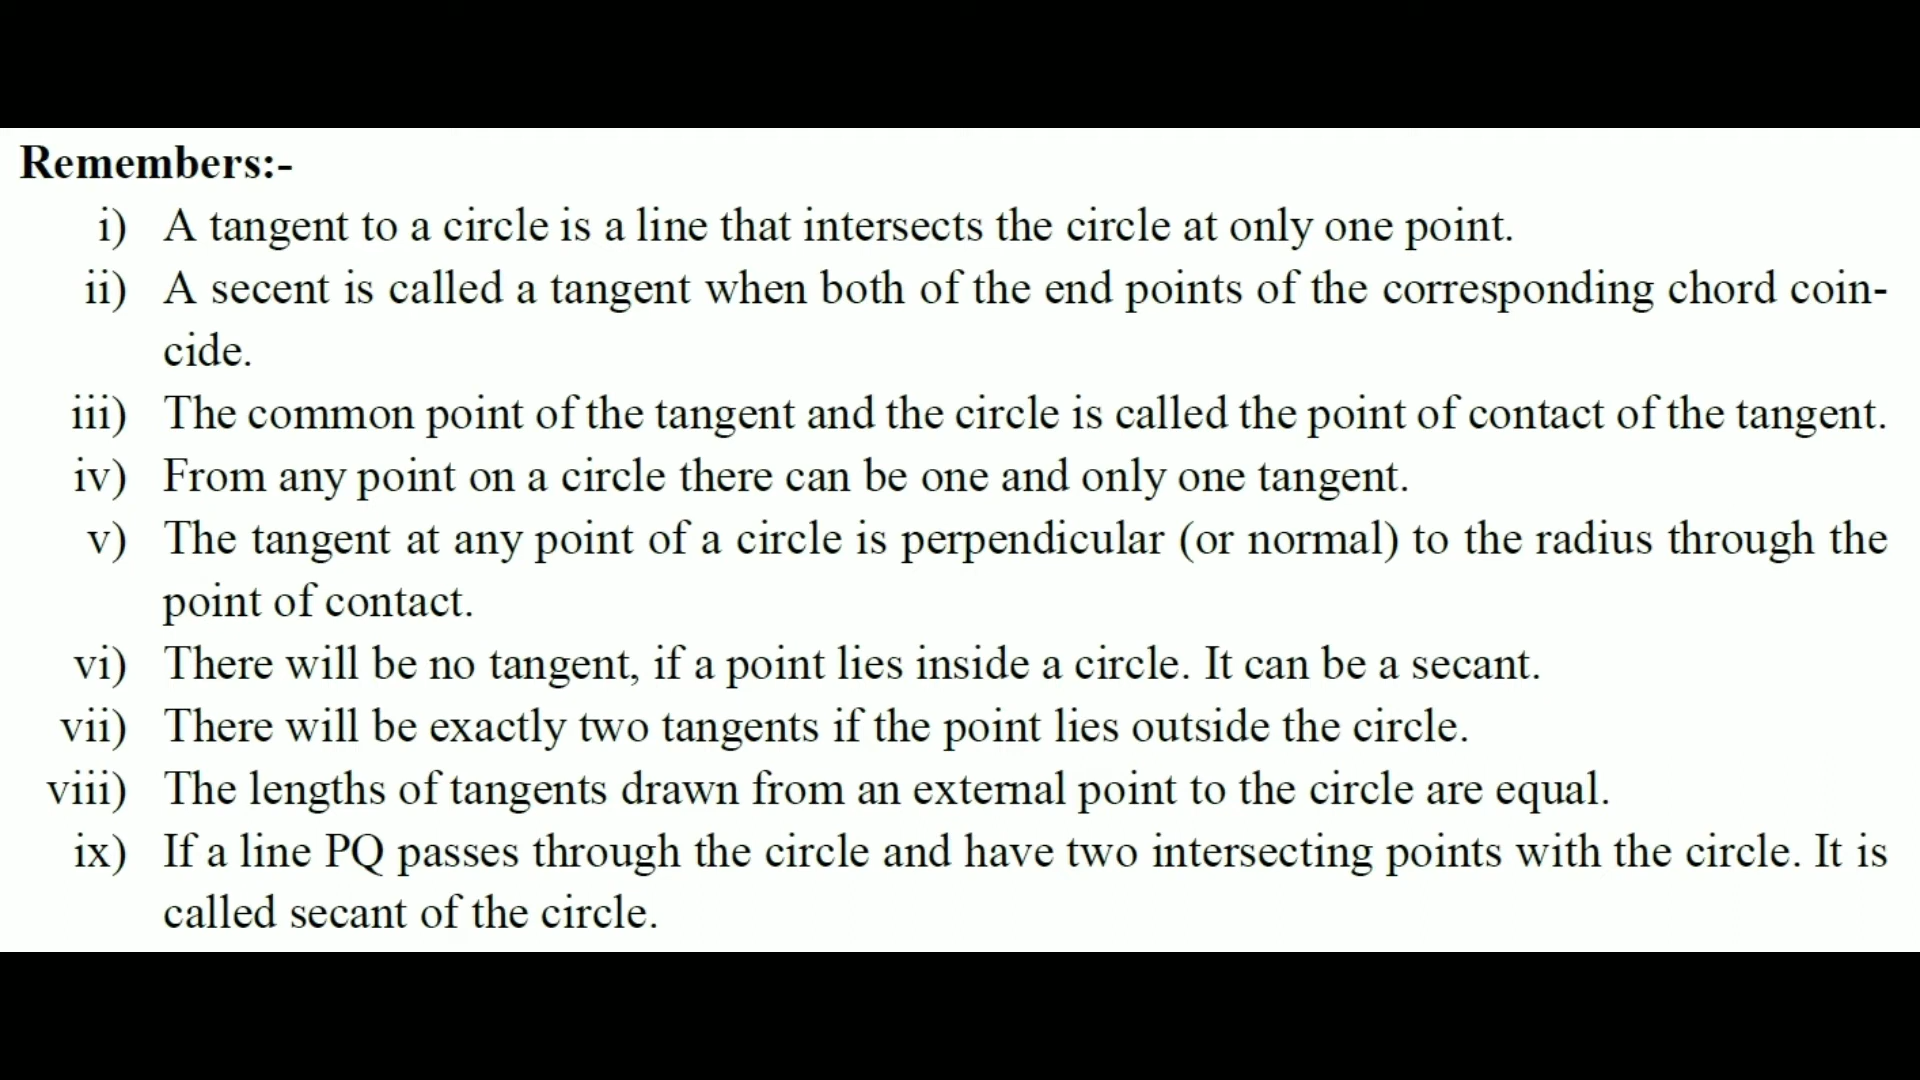 Remembers:-
i) A tangent to a circle is a line that intersects the circle at only one point.
ii) A secent is called a tangent when both of the end points of the corresponding chord coin-
cide.
iii) The common point of the tangent and the circle is called the point of contact of the tangent.
iv) From any point on a circle there can be one and only one tangent.
v) The tangent at any point of a circle is perpendicular (or normal) to the radius through the
point of contact.
vi) There will be no tangent, if a point lies inside a circle. It can be a secant.
vii) There will be exactly two tangents if the point lies outside the circle.
viii) The lengths of tangents drawn from an external point to the circle are equal.
ix) If a line PQ passes through the circle and have two intersecting points with the circle. It is
called secant of the circle.